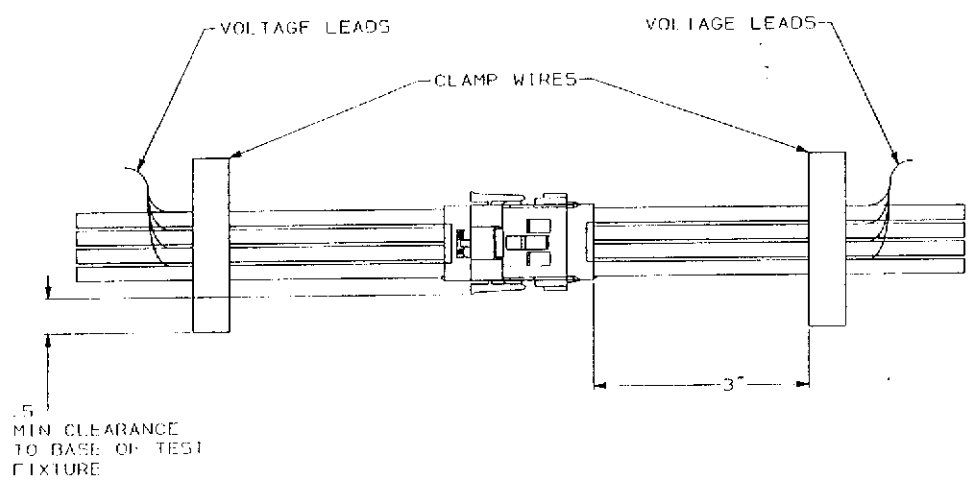 VOLTAGE LEADS
VOLTAGE LEADS
CLAMP WIRES
3"
.5
MIN CLEARANCE
TO BASE OF TEST
FIXTURE